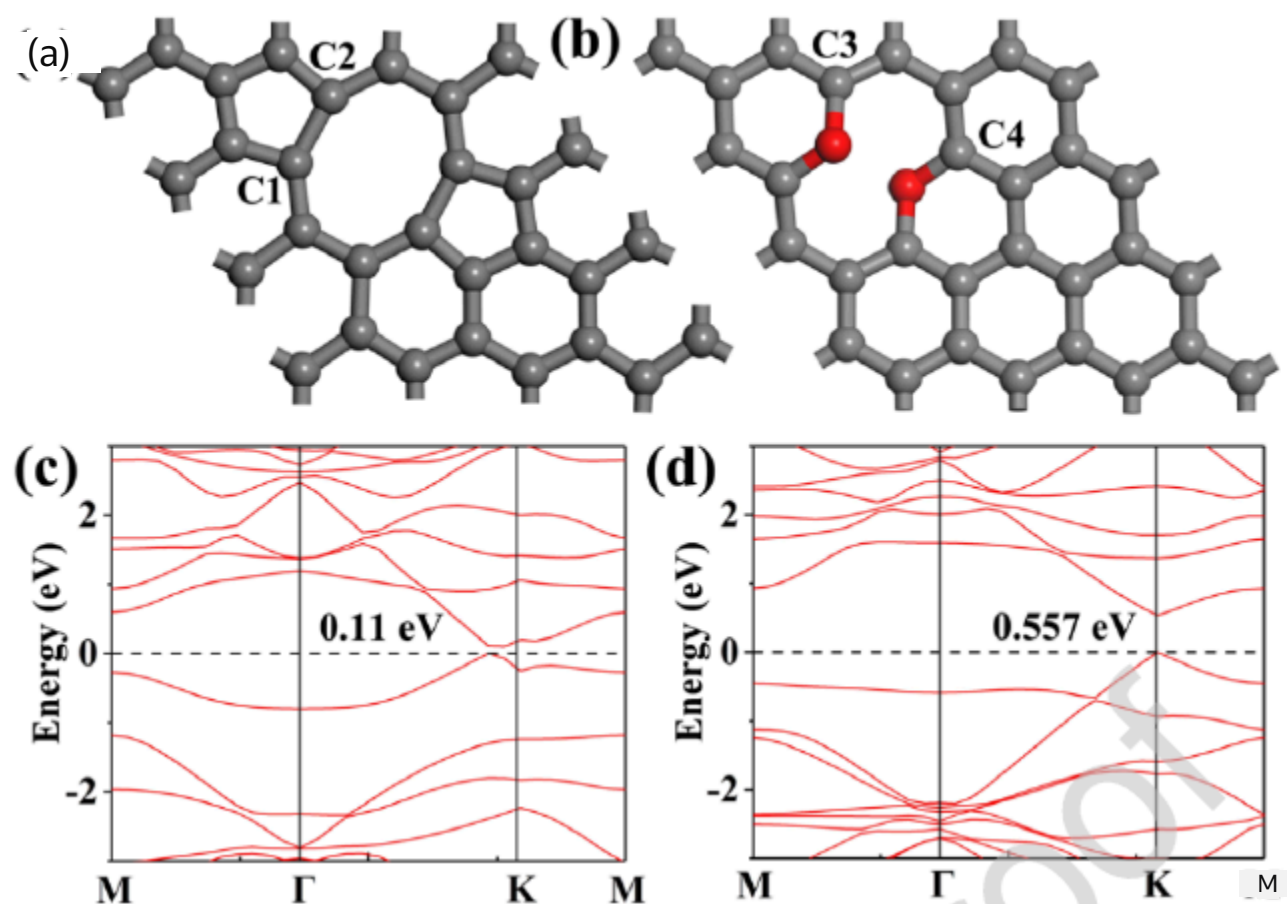 (a)
C2
C1
(b)
C3
C4
(c)
Energy (eV)
2
0
-2
0.11 eV
M Γ K M
(d)
Energy (eV)
2
0
-2
0.557 eV
M Γ K M